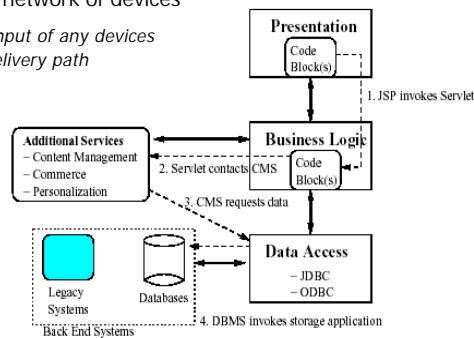 network of devices
nput of any devices
elivery path
Presentation
Code
Block(s)
1. JSP invokes Servlet
Additional Services
– Content Management
– Commerce
– Personalization
Business Logic
Code
Block(s)
2. Servlet contacts CMS
3. CMS requests data
Data Access
– JDBC
– ODBC
Legacy
Systems
Databases
4. DBMS invokes storage application
Back End Systems